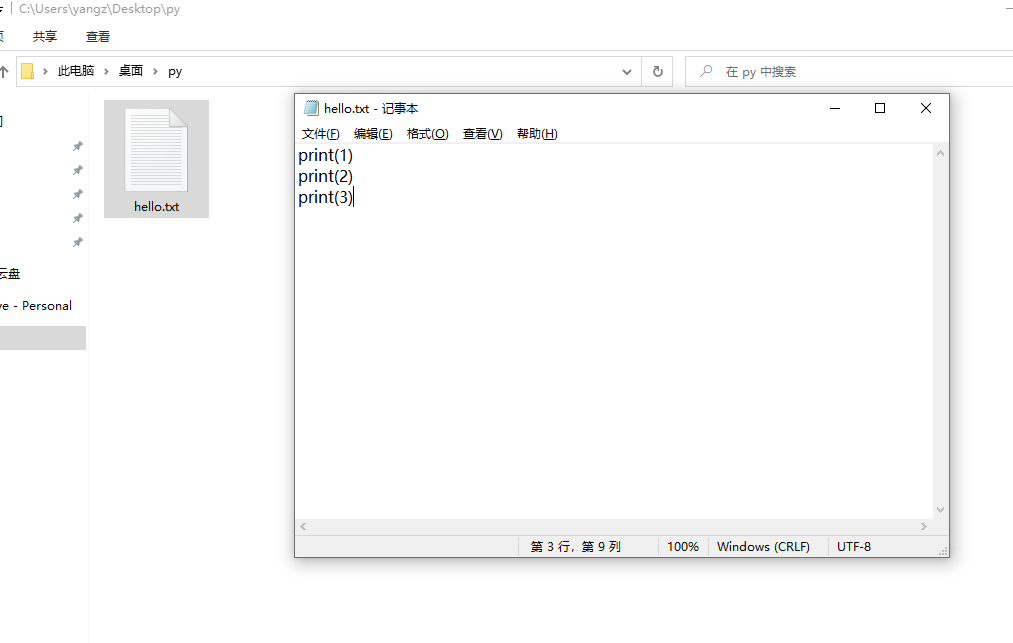 C:\Users\yangz\Desktop\py
共享 查看
此电脑 桌面 py
在 py 中搜索
hello.txt
云盘
ve - Personal
hello.txt - 记事本
文件(F) 编辑(E) 格式(O) 查看(V) 帮助(H)
print(1)
print(2)
print(3)
第 3 行，第 9 列 100% Windows (CRLF) UTF-8